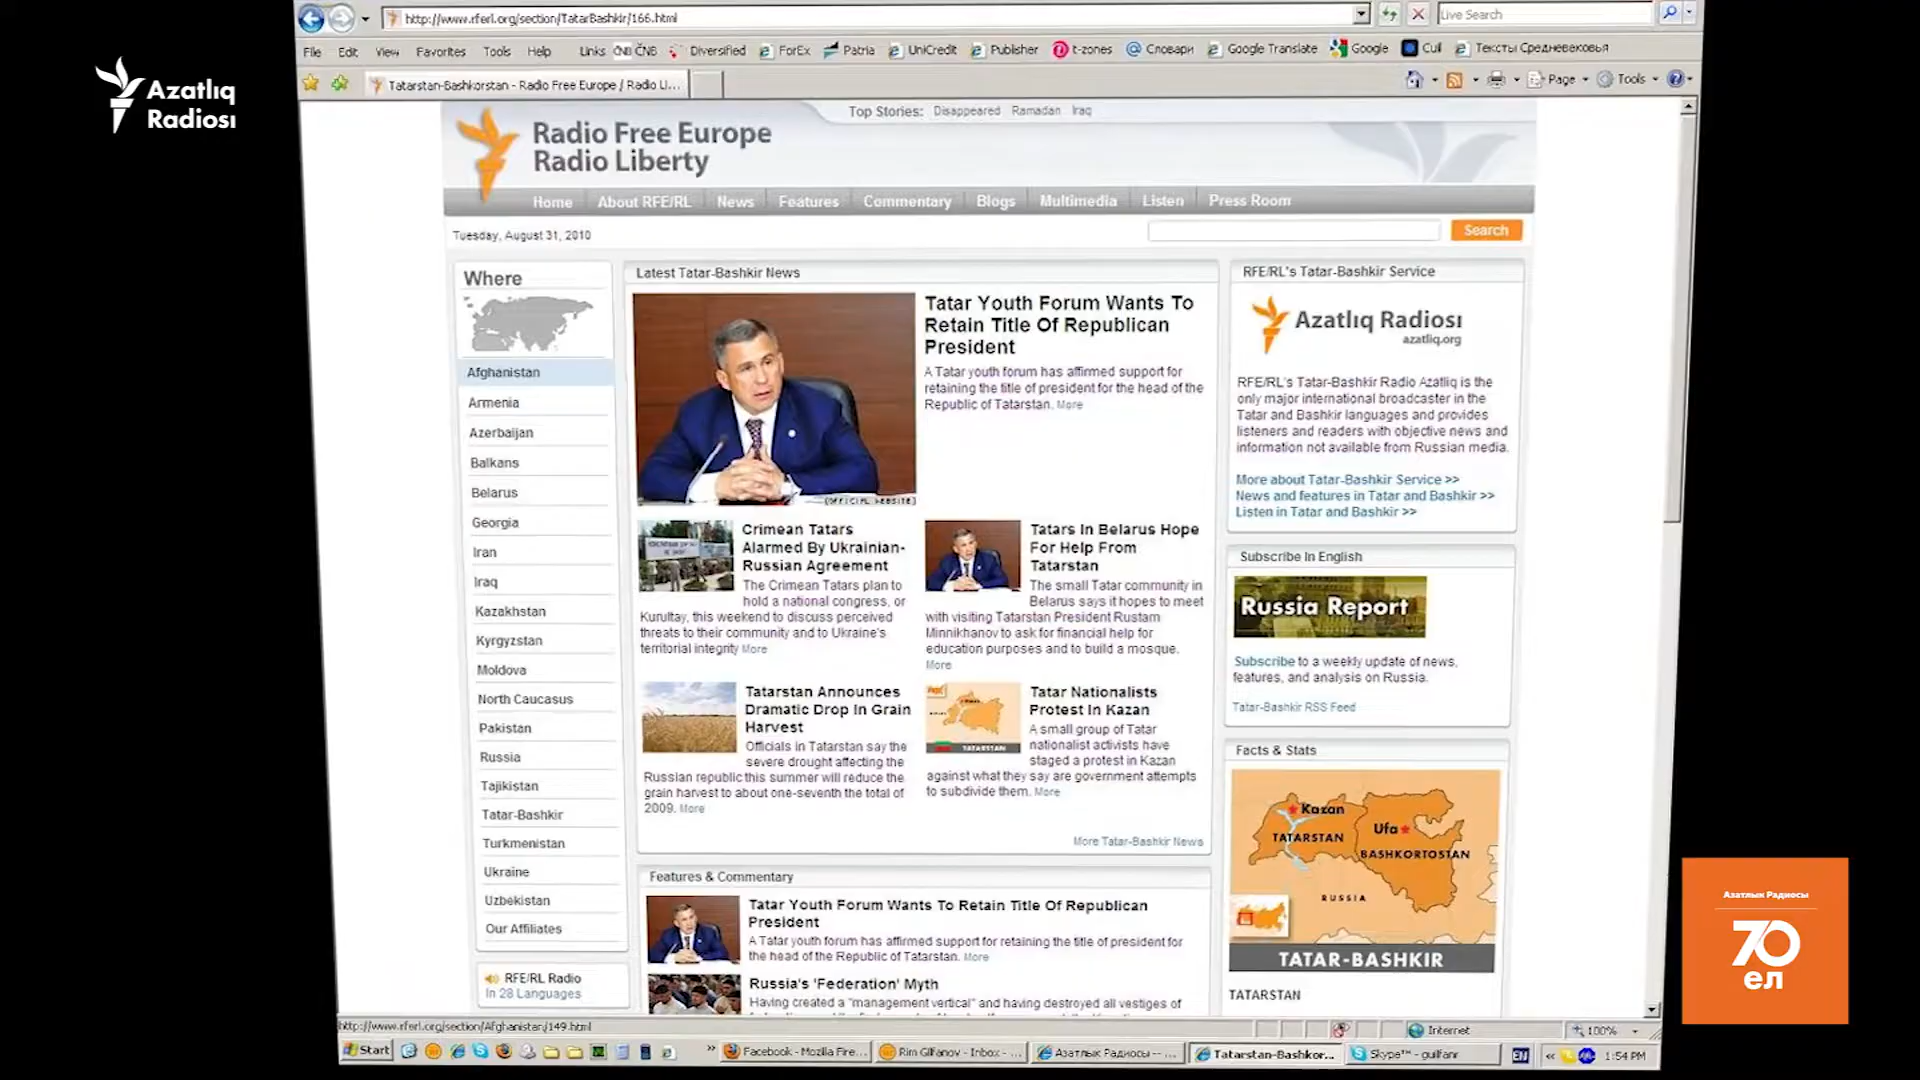 Azatlıq
Radiosı
http://www.rferl.org/section/TatarBashkir/166.html
Live Search
File Edit View Favorites Tools Help Links ČNB Diversified ForEx Patria UniCredit Publisher t-zones Словари Google Translate Google Cuil Тексты Средневековья
Tatarstan-Bashkorstan - Radio Free Europe / Radio Li...
Page Tools
Top Stories: Disappeared Ramadan Iraq
Radio Free Europe
Radio Liberty
Home About RFE/RL News Features Commentary Blogs Multimedia Listen Press Room
Tuesday, August 31, 2010
Search
Where
Afghanistan
Armenia
Azerbaijan
Balkans
Belarus
Georgia
Iran
Iraq
Kazakhstan
Kyrgyzstan
Moldova
North Caucasus
Pakistan
Russia
Tajikistan
Tatar-Bashkir
Turkmenistan
Ukraine
Uzbekistan
Our Affiliates
RFE/RL Radio
In 28 Languages
Latest Tatar-Bashkir News
Tatar Youth Forum Wants To
Retain Title Of Republican
President
A Tatar youth forum has affirmed support for
retaining the title of president for the head of the
Republic of Tatarstan. More
(OFFICIAL WEBSITE)
Crimean Tatars
Alarmed By Ukrainian-
Russian Agreement
The Crimean Tatars plan to
hold a national congress, or
Kurultay, this weekend to discuss perceived
threats to their community and to Ukraine's
territorial integrity More
Tatars In Belarus Hope
For Help From
Tatarstan
The small Tatar community in
Belarus says it hopes to meet
with visiting Tatarstan President Rustam
Minnikhanov to ask for financial help for
education purposes and to build a mosque.
More
Tatarstan Announces
Dramatic Drop In Grain
Harvest
Officials in Tatarstan say the
severe drought affecting the
Russian republic this summer will reduce the
grain harvest to about one-seventh the total of
2009. More
TATARSTAN
Tatar Nationalists
Protest In Kazan
A small group of Tatar
nationalist activists have
staged a protest in Kazan
against what they say are government attempts
to subdivide them. More
More Tatar-Bashkir News
Features & Commentary
Tatar Youth Forum Wants To Retain Title Of Republican
President
A Tatar youth forum has affirmed support for retaining the title of president for
the head of the Republic of Tatarstan. More
Russia's 'Federation' Myth
Having created a "management vertical" and having destroyed all vestiges of
RFE/RL's Tatar-Bashkir Service
Azatlıq Radiosı
azatliq.org
RFE/RL's Tatar-Bashkir Radio Azatliq is the
only major international broadcaster in the
Tatar and Bashkir languages and provides
listeners and readers with objective news and
information not available from Russian media.
More about Tatar-Bashkir Service >>
News and features in Tatar and Bashkir >>
Listen in Tatar and Bashkir >>
Subscribe In English
Russia Report
Subscribe to a weekly update of news,
features, and analysis on Russia.
Tatar-Bashkir RSS Feed
Facts & Stats
Kazan
TATARSTAN
Ufa
BASHKORTOSTAN
RUSSIA
TATAR-BASHKIR
TATARSTAN
Азатлык Радиосы
70
ел
http://www.rferl.org/section/Afghanistan/149.html
Internet
100%
Start
Facebook - Mozilla Fire...
Rim Gilfanov - Inbox - ...
Азатлык Радиосы -- ...
Tatarstan-Bashkor...
Skype™ - guilfanr
EN
1:54 PM